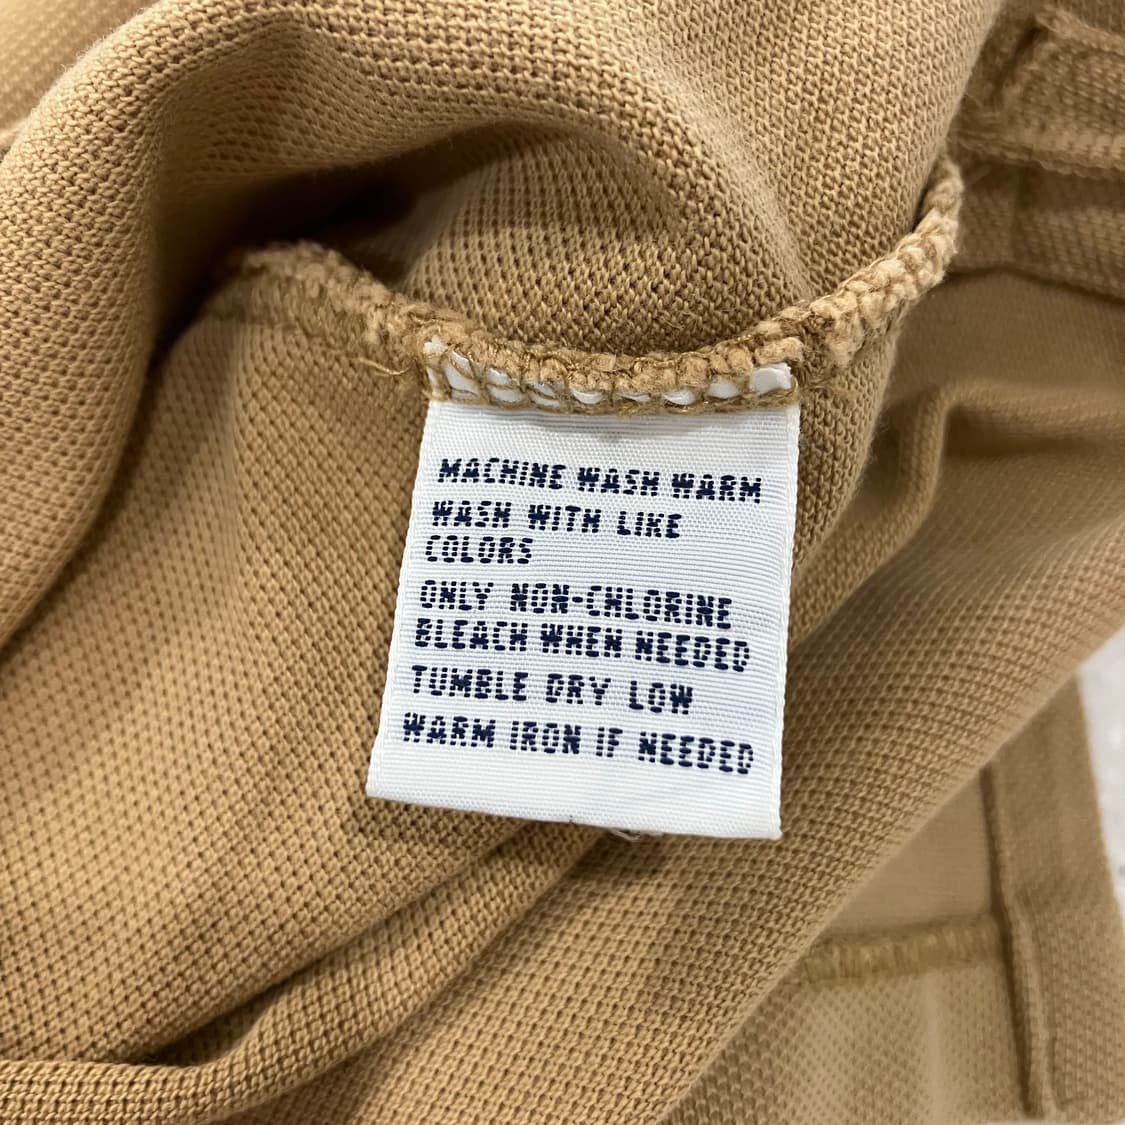 MACHINE WASH WARM
WASH WITH LIKE
COLORS
ONLY NON-CHLORINE
BLEACH WHEN NEEDED
TUMBLE DRY LOW
WARM IRON IF NEEDED